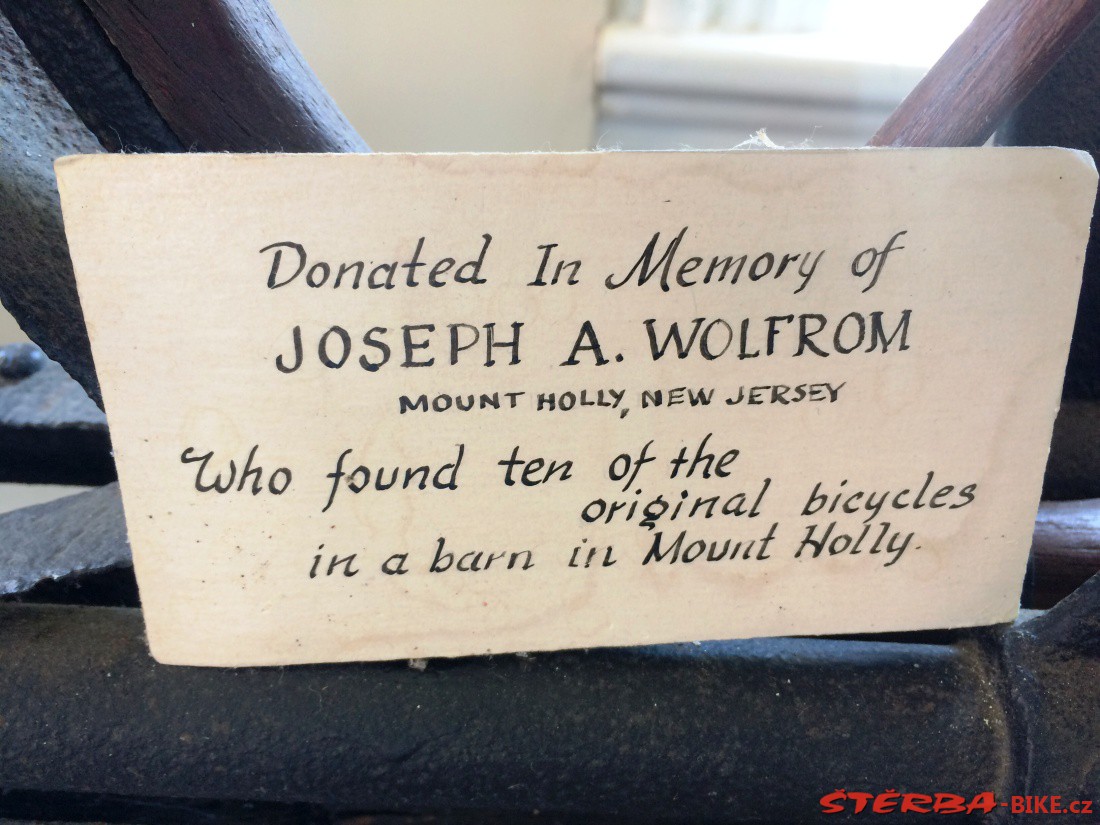 Donated In Memory of
JOSEPH A. WOLFROM
MOUNT HOLLY, NEW JERSEY
Who found ten of the
original bicycles
in a barn in Mount Holly.
ŠTĚRBA-BIKE.cz